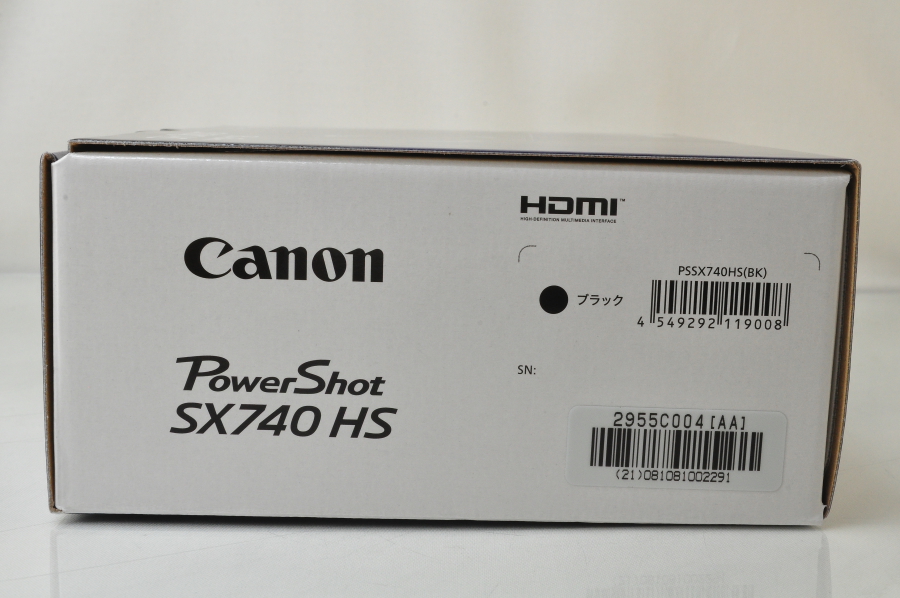 Canon
PowerShot
SX740 HS
HDMI™
HIGH-DEFINITION MULTIMEDIA INTERFACE
ブラック
PSSX740HS(BK)
4 549292 119008
SN:
2955C004[AA]
(21)081081002291